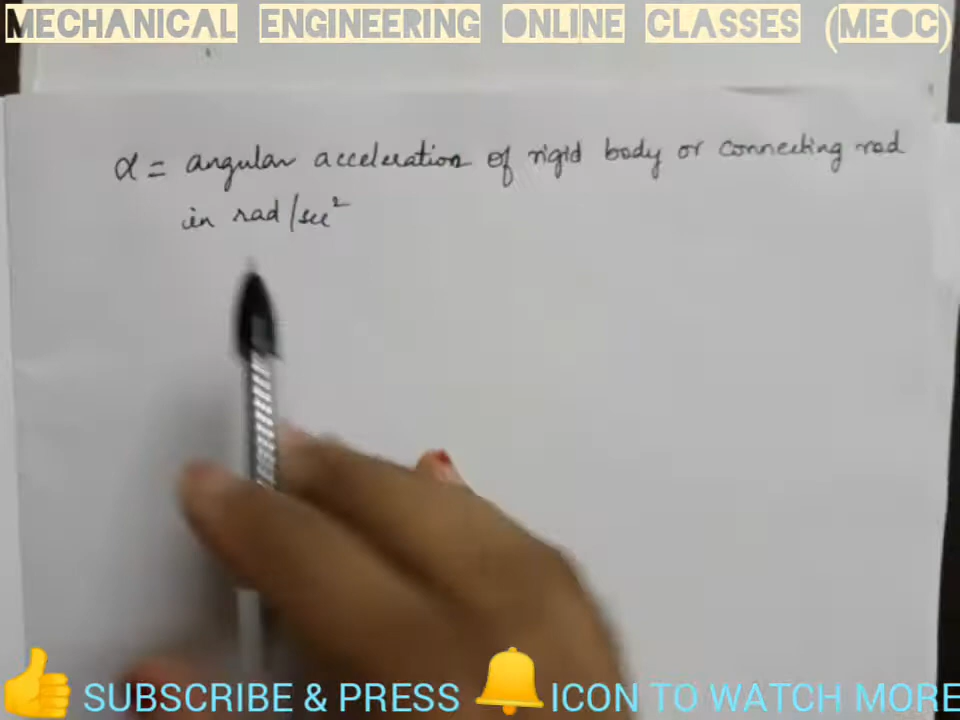 MECHANICAL ENGINEERING ONLINE CLASSES (MEOC)
α = angular acceleration of rigid body or connecting rod
in rad/sec²
SUBSCRIBE & PRESS ICON TO WATCH MORE